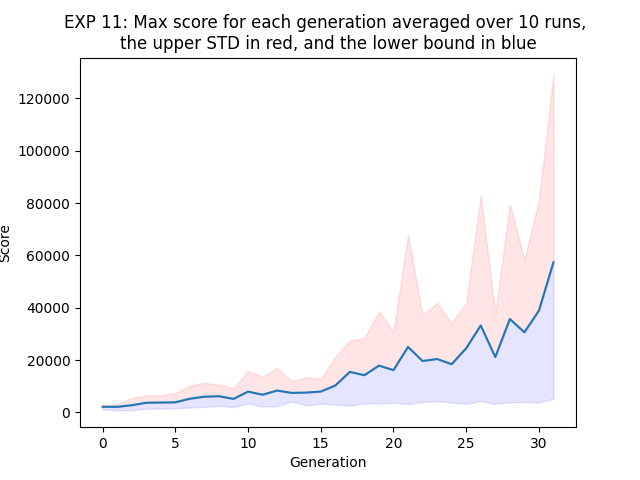 EXP 11: Max score for each generation averaged over 10 runs,
the upper STD in red, and the lower bound in blue
120000
100000
80000
60000
40000
20000
0
Score
0 5 10 15 20 25 30
Generation